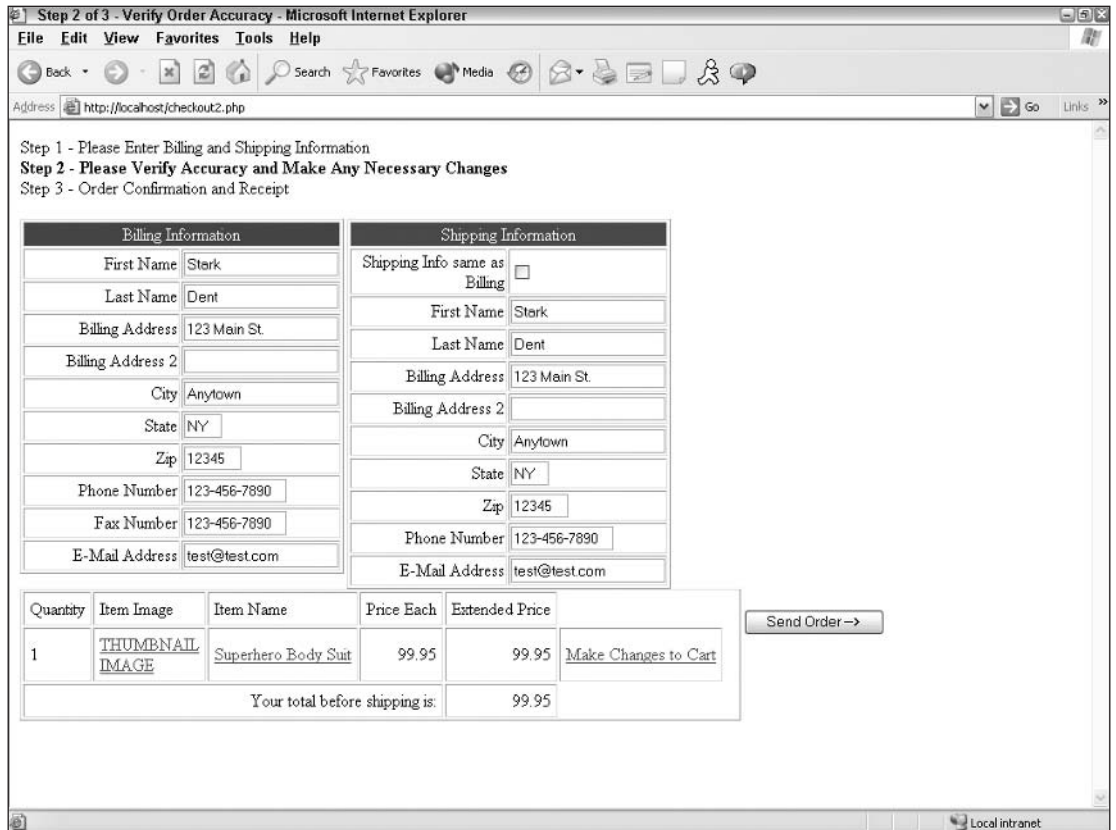 Step 2 of 3 - Verify Order Accuracy - Microsoft Internet Explorer
File Edit View Favorites Tools Help
Back Search Favorites Media
Address http://localhost/checkout2.php Go Links »
Step 1 - Please Enter Billing and Shipping Information
Step 2 - Please Verify Accuracy and Make Any Necessary Changes
Step 3 - Order Confirmation and Receipt
Billing Information
First Name Stark
Last Name Dent
Billing Address 123 Main St.
Billing Address 2
City Anytown
State NY
Zip 12345
Phone Number 123-456-7890
Fax Number 123-456-7890
E-Mail Address test@test.com
Shipping Information
Shipping Info same as
Billing
First Name Stark
Last Name Dent
Billing Address 123 Main St.
Billing Address 2
City Anytown
State NY
Zip 12345
Phone Number 123-456-7890
E-Mail Address test@test.com
Quantity Item Image Item Name Price Each Extended Price
1 THUMBNAIL IMAGE Superhero Body Suit 99.95 99.95 Make Changes to Cart
Your total before shipping is: 99.95
Send Order -->
Local intranet